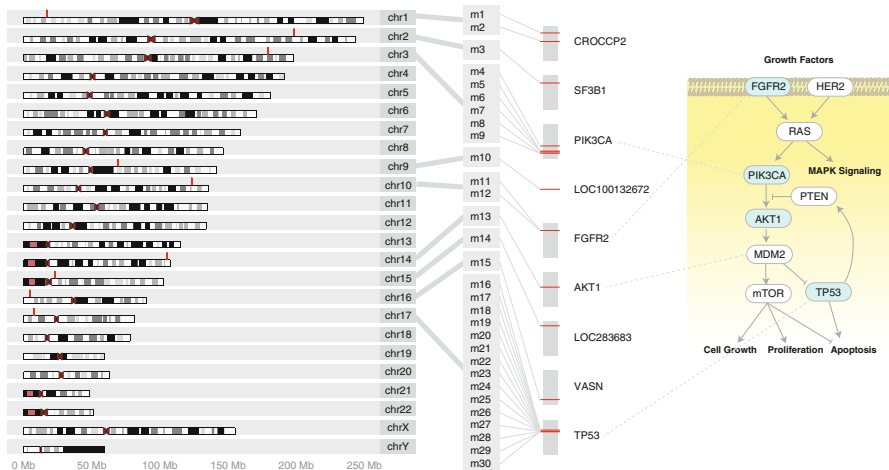 chr1
chr2
chr3
chr4
chr5
chr6
chr7
chr8
chr9
chr10
chr11
chr12
chr13
chr14
chr15
chr16
chr17
chr18
chr19
chr20
chr21
chr22
chrX
chrY
0 Mb 50 Mb 100 Mb 150 Mb 200 Mb 250 Mb
m1
m2
m3
m4
m5
m6
m7
m8
m9
m10
m11
m12
m13
m14
m15
m16
m17
m18
m19
m20
m21
m22
m23
m24
m25
m26
m27
m28
m29
m30
CROCCP2
SF3B1
PIK3CA
LOC100132672
FGFR2
AKT1
LOC283683
VASN
TP53
Growth Factors
FGFR2 HER2
RAS
PIK3CA MAPK Signaling
PTEN
AKT1
MDM2
mTOR TP53
Cell Growth Proliferation Apoptosis